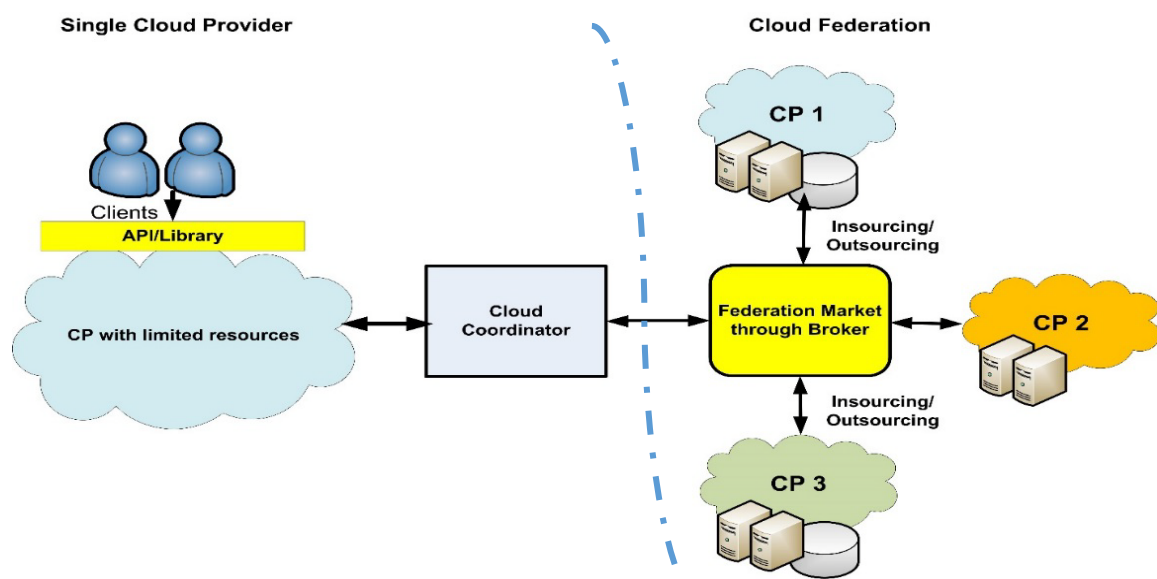 Single Cloud Provider
Cloud Federation
CP 1
Clients
API/Library
Insourcing/
Outsourcing
CP with limited resources
Cloud
Coordinator
Federation Market
through Broker
CP 2
Insourcing/
Outsourcing
CP 3